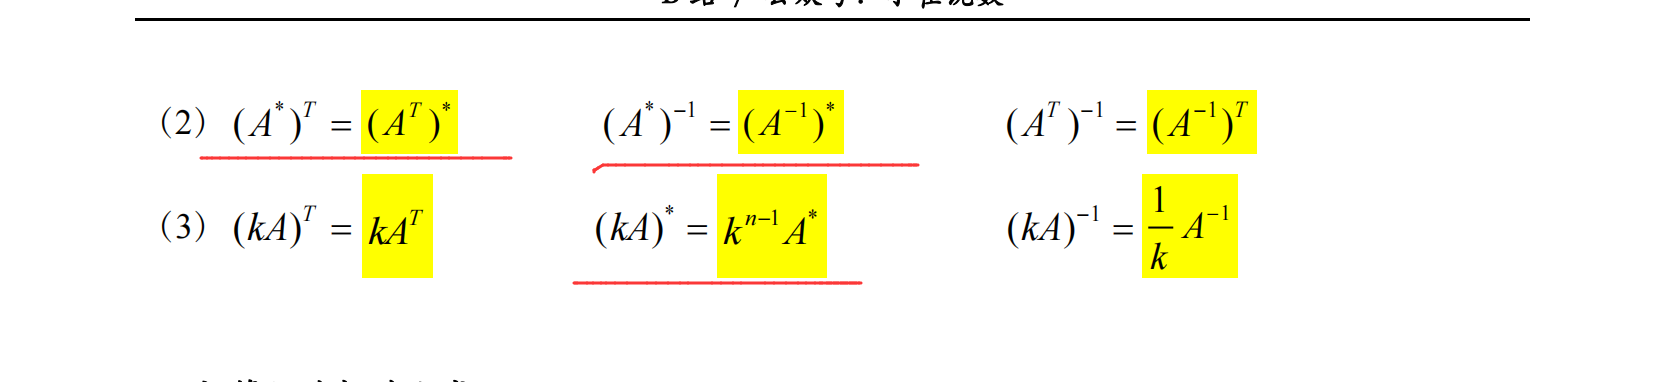 (2) (A^*)^T = (A^T)^* (A^*)^{-1} = (A^{-1})^* (A^T)^{-1} = (A^{-1})^T
(3) (kA)^T = kA^T (kA)^* = k^{n-1}A^* (kA)^{-1} = \frac{1}{k}A^{-1}